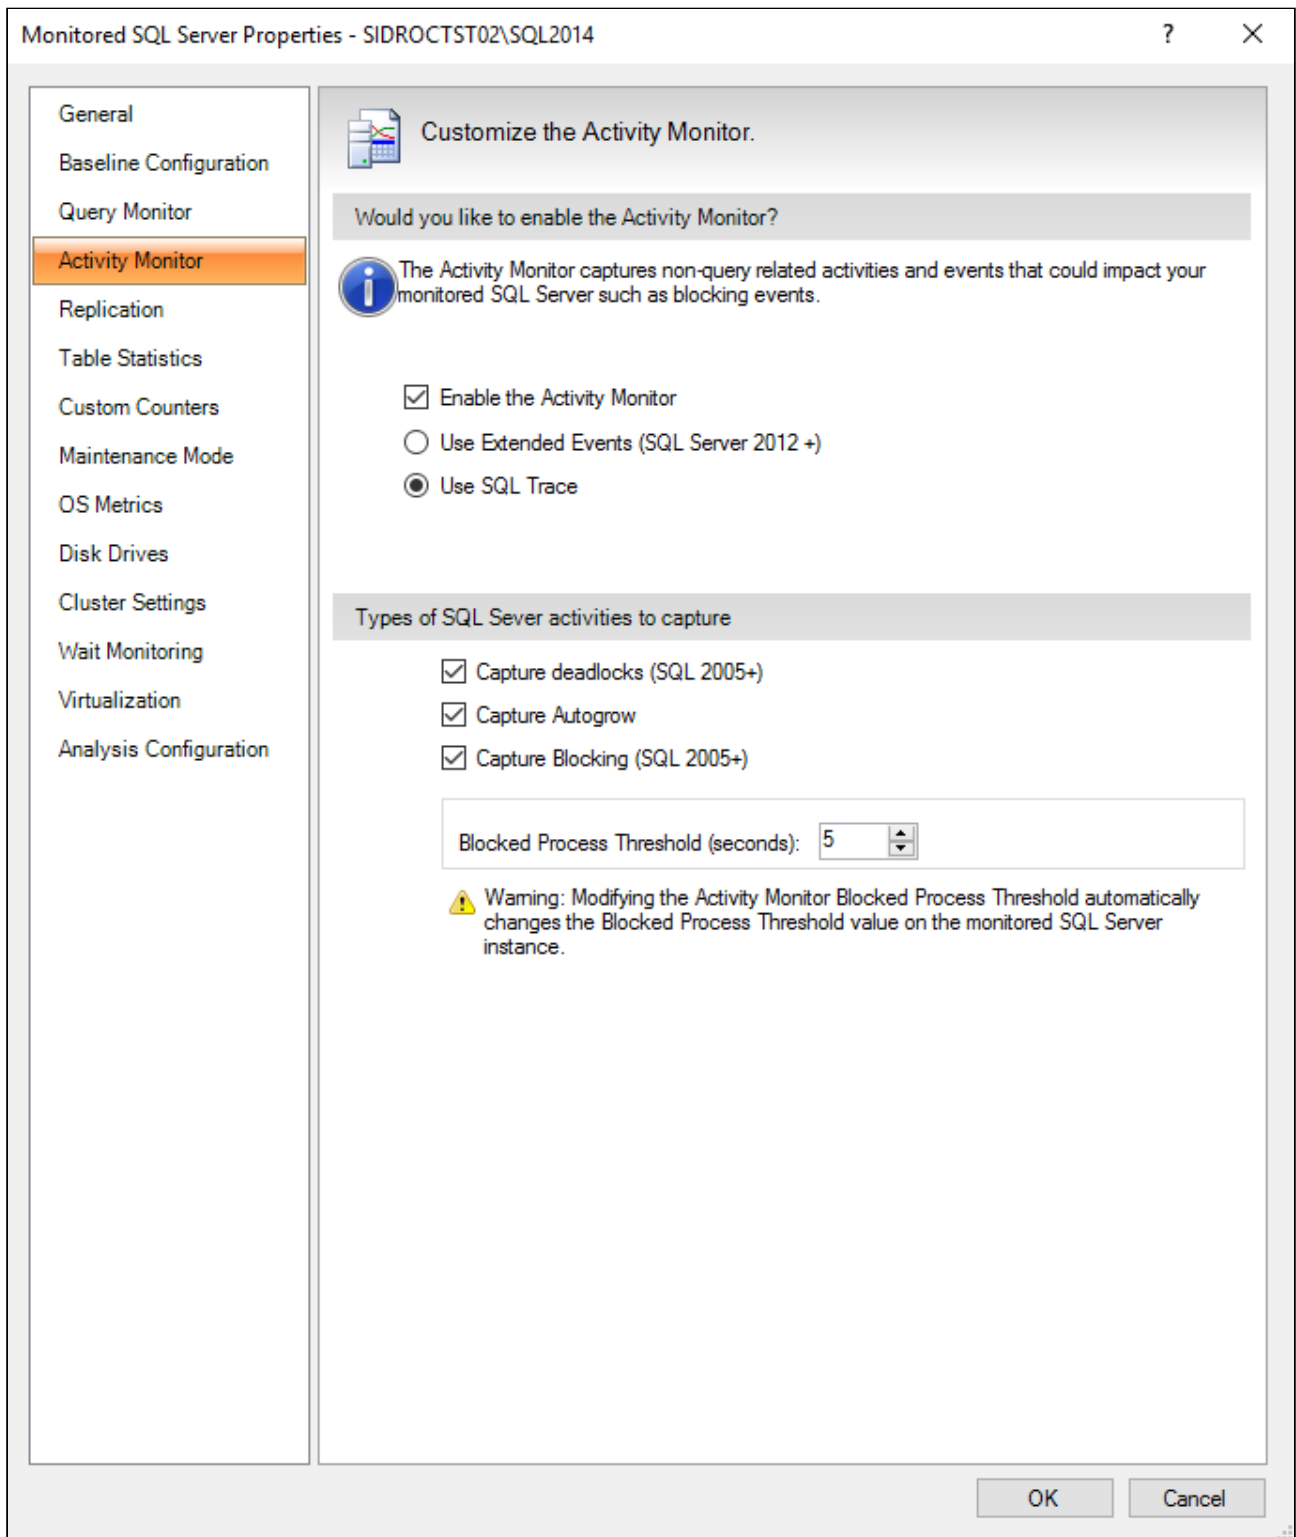 Monitored SQL Server Properties - SIDROCTST02\SQL2014
?
General
Baseline Configuration
Query Monitor
Activity Monitor
Replication
Table Statistics
Custom Counters
Maintenance Mode
OS Metrics
Disk Drives
Cluster Settings
Wait Monitoring
Virtualization
Analysis Configuration
Customize the Activity Monitor.
Would you like to enable the Activity Monitor?
The Activity Monitor captures non-query related activities and events that could impact your
monitored SQL Server such as blocking events.
Enable the Activity Monitor
Use Extended Events (SQL Server 2012 +)
Use SQL Trace
Types of SQL Sever activities to capture
Capture deadlocks (SQL 2005+)
Capture Autogrow
Capture Blocking (SQL 2005+)
Blocked Process Threshold (seconds): 5
Warning: Modifying the Activity Monitor Blocked Process Threshold automatically
changes the Blocked Process Threshold value on the monitored SQL Server
instance.
OK
Cancel